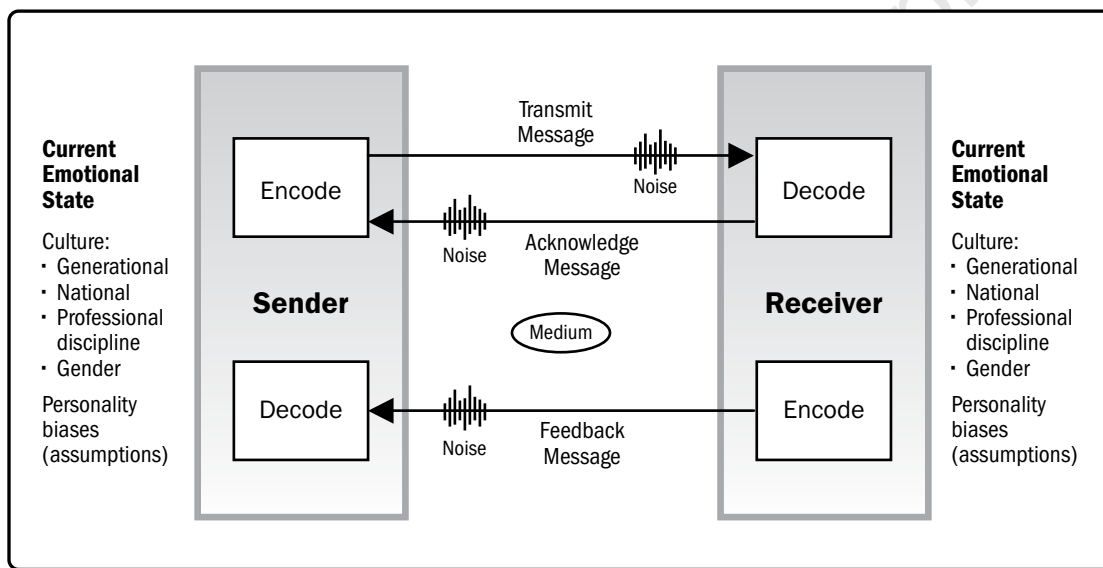 Transmit
Message
Current
Emotional
State
Culture:
· Generational
· National
· Professional
discipline
· Gender
Personality
biases
(assumptions)
Encode
Noise
Decode
Noise
Acknowledge
Message
Sender
Medium
Receiver
Decode
Noise
Feedback
Message
Encode
Current
Emotional
State
Culture:
· Generational
· National
· Professional
discipline
· Gender
Personality
biases
(assumptions)